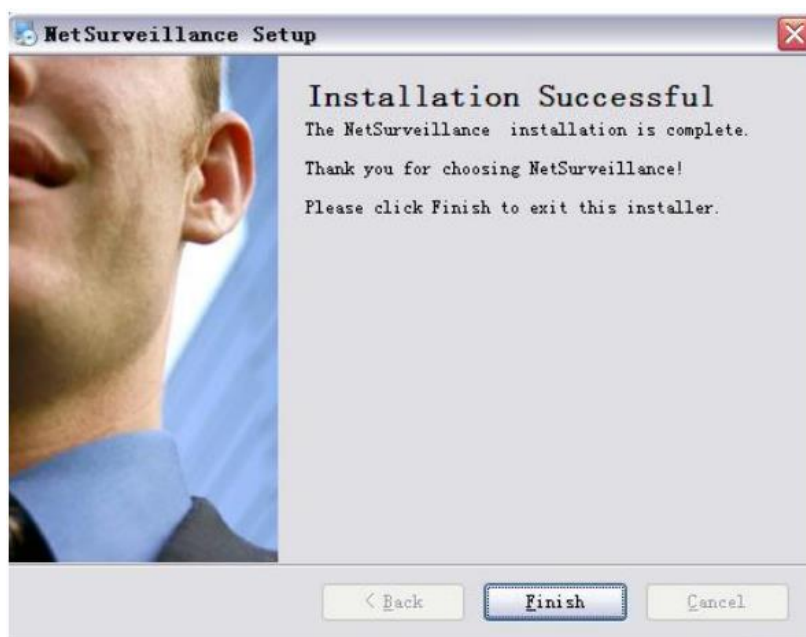 NetSurveillance Setup
Installation Successful
The NetSurveillance installation is complete.
Thank you for choosing NetSurveillance!
Please click Finish to exit this installer.
< Back
Finish
Cancel